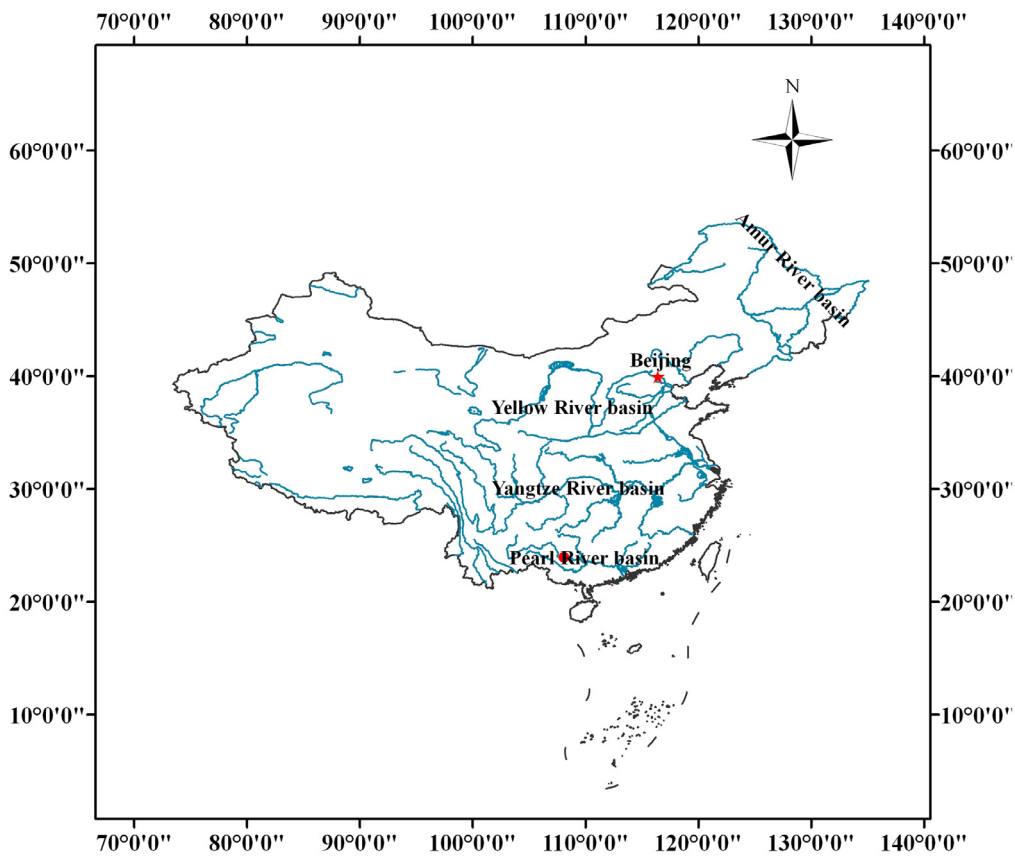 70°0'0" 80°0'0" 90°0'0" 100°0'0" 110°0'0" 120°0'0" 130°0'0" 140°0'0"
N
60°0'0" 60°0'0"
Amur River basin
50°0'0" 50°0'0"
Beijing
40°0'0" 40°0'0"
Yellow River basin
Yangtze River basin
30°0'0" 30°0'0"
Pearl River basin
20°0'0" 20°0'0"
10°0'0" 10°0'0"
70°0'0" 80°0'0" 90°0'0" 100°0'0" 110°0'0" 120°0'0" 130°0'0" 140°0'0"